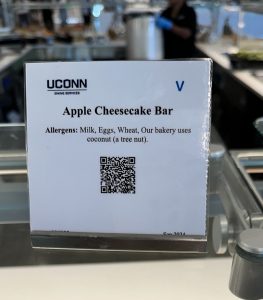 UCONN
DINING SERVICES
V
Apple Cheesecake Bar
Allergens: Milk, Eggs, Wheat, Our bakery uses
coconut (a tree nut).